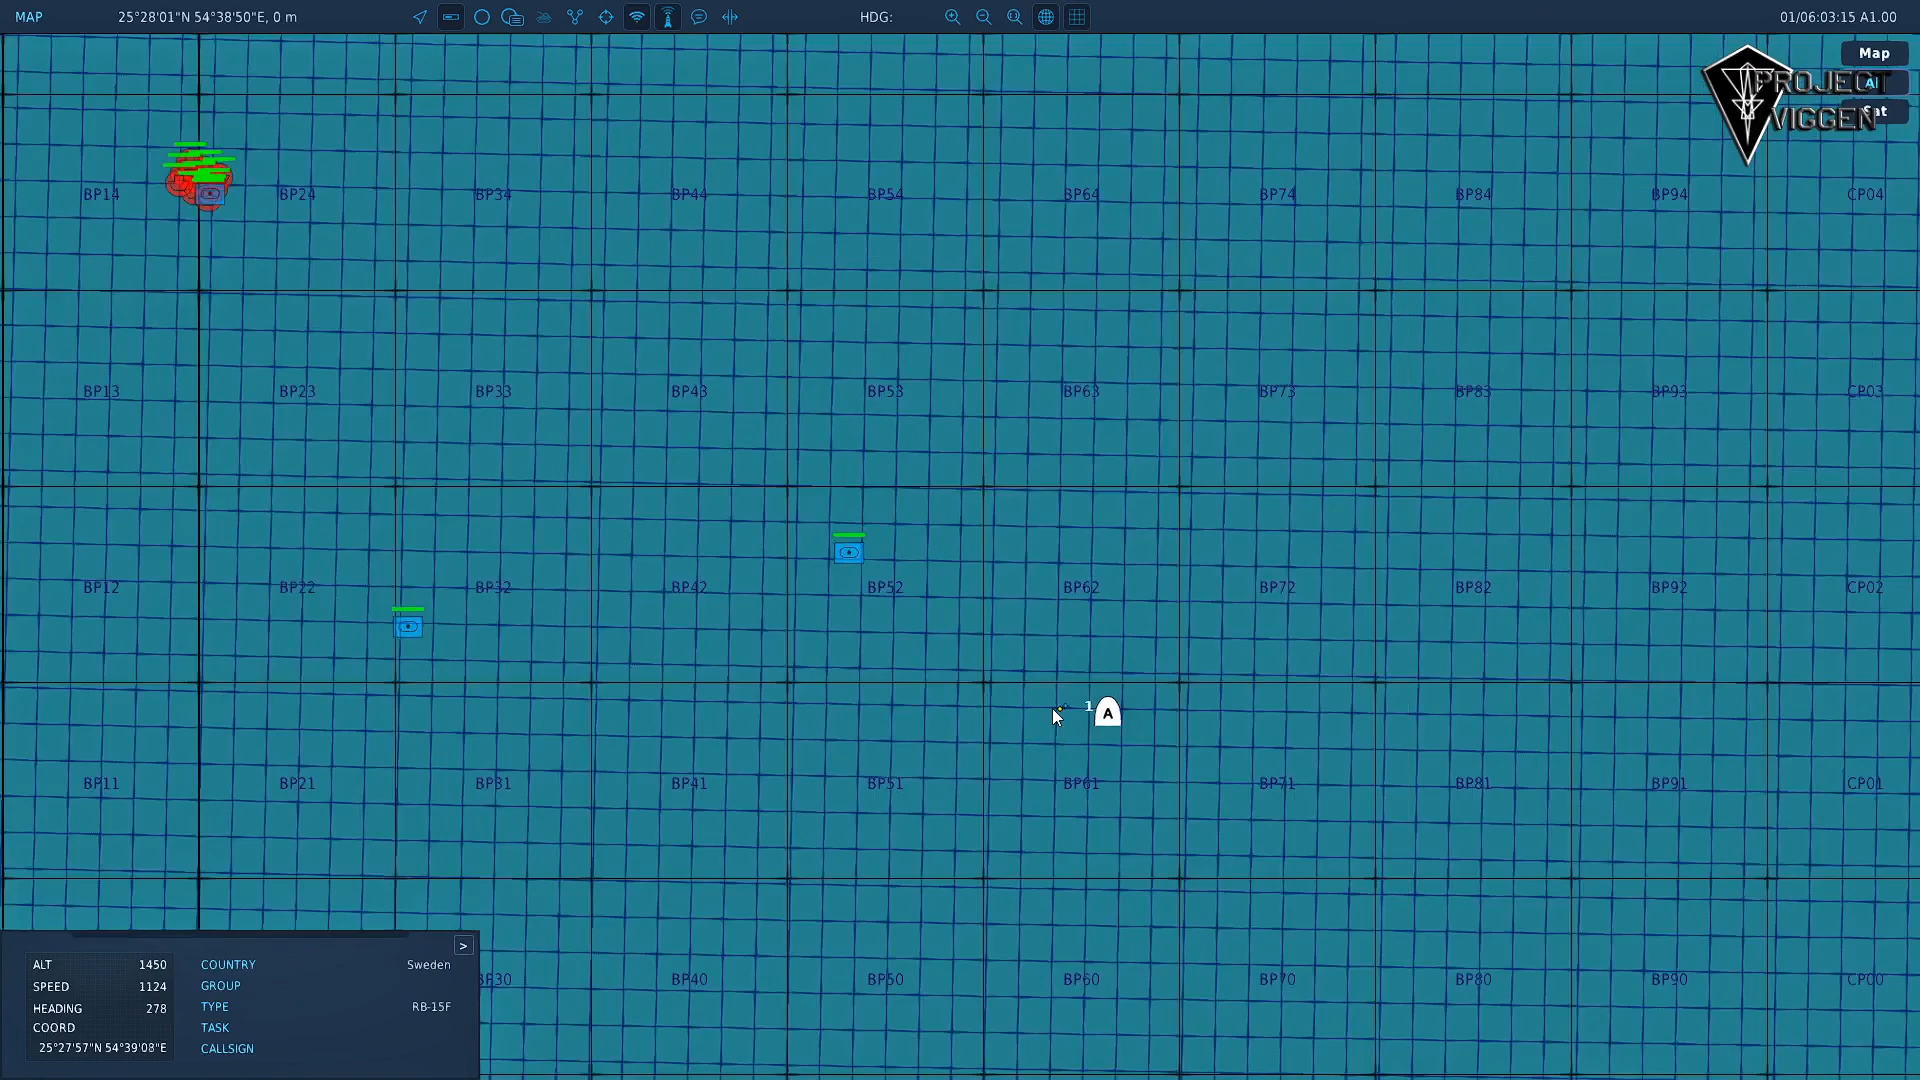 MAP 25°28'01"N 54°38'50"E, 0 m HDG: 01/06:03:15 A1.00
Map
PROJECT
VIGGEN
BP14 BP24 BP34 BP44 BP54 BP64 BP74 BP84 BP94 CP04
BP13 BP23 BP33 BP43 BP53 BP63 BP73 BP83 BP93 CP03
BP12 BP22 BP32 BP42 BP52 BP62 BP72 BP82 BP92 CP02
1 A
BP11 BP21 BP31 BP41 BP51 BP61 BP71 BP81 BP91 CP01
BP30 BP40 BP50 BP60 BP70 BP80 BP90 CP00
>
ALT 1450 COUNTRY Sweden
SPEED 1124 GROUP
HEADING 278 TYPE RB-15F
COORD TASK
25°27'57"N 54°39'08"E CALLSIGN